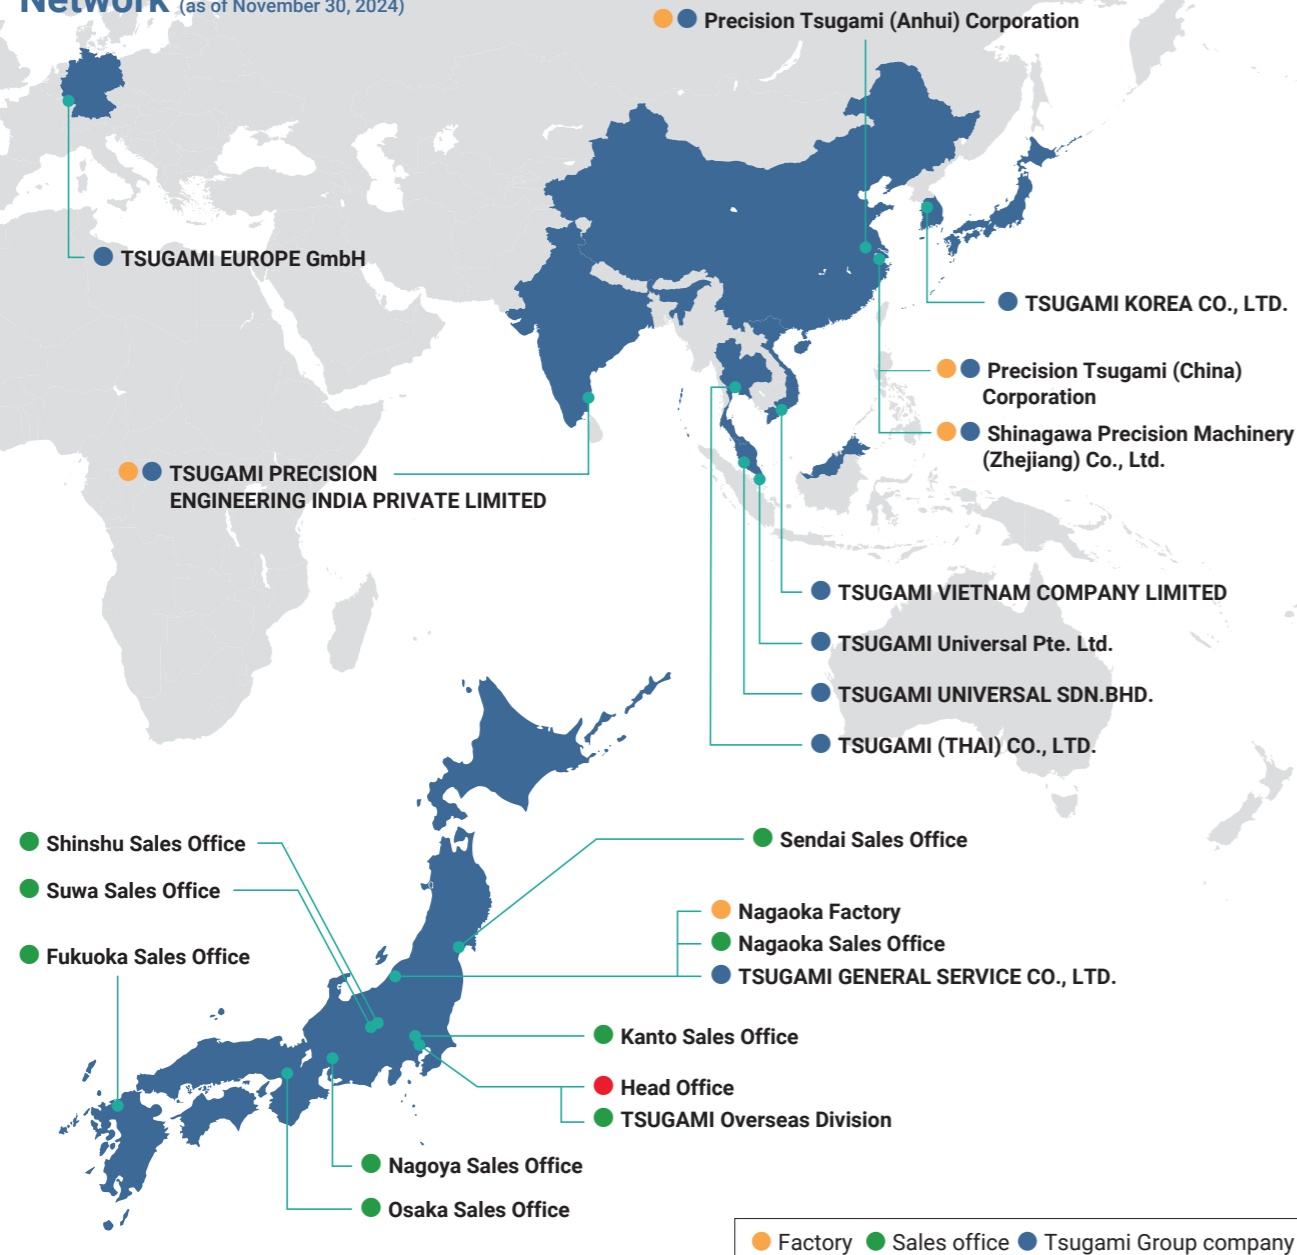 Network (as of November 30, 2024)
Precision Tsugami (Anhui) Corporation
TSUGAMI EUROPE GmbH
TSUGAMI KOREA CO., LTD.
Precision Tsugami (China)
Corporation
Shinagawa Precision Machinery
(Zhejiang) Co., Ltd.
TSUGAMI PRECISION
ENGINEERING INDIA PRIVATE LIMITED
TSUGAMI VIETNAM COMPANY LIMITED
TSUGAMI Universal Pte. Ltd.
TSUGAMI UNIVERSAL SDN.BHD.
TSUGAMI (THAI) CO., LTD.
Shinshu Sales Office
Suwa Sales Office
Fukuoka Sales Office
Sendai Sales Office
Nagaoka Factory
Nagaoka Sales Office
TSUGAMI GENERAL SERVICE CO., LTD.
Kanto Sales Office
Head Office
TSUGAMI Overseas Division
Nagoya Sales Office
Osaka Sales Office
Factory Sales office Tsugami Group company